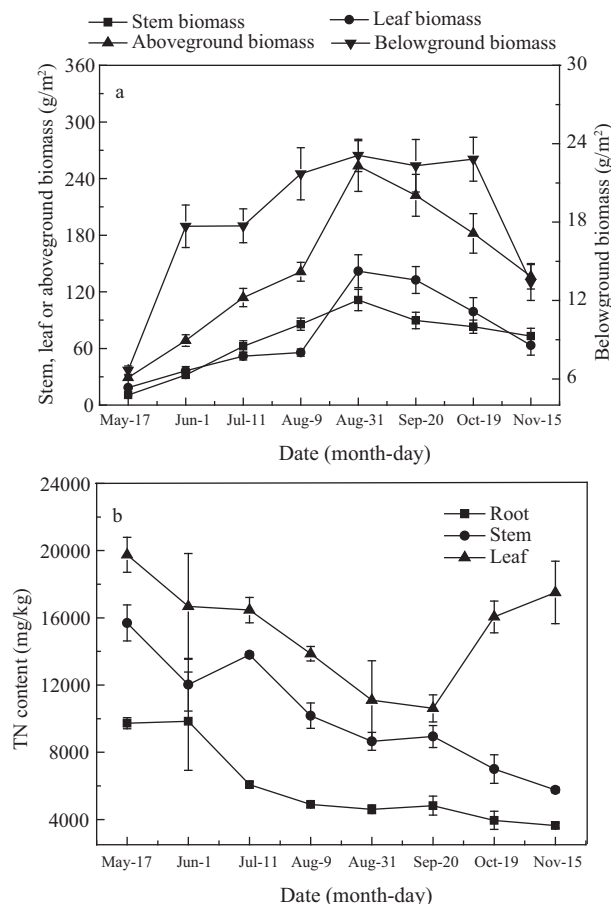 Stem biomass
Leaf biomass
Aboveground biomass
Belowground biomass
a
Stem, leaf or aboveground biomass (g/m²)
360
300
240
180
120
60
0
Belowground biomass (g/m²)
30
24
18
12
6
May-17 Jun-1 Jul-11 Aug-9 Aug-31 Sep-20 Oct-19 Nov-15
Date (month-day)
b
Root
Stem
Leaf
TN content (mg/kg)
24000
20000
16000
12000
8000
4000
May-17 Jun-1 Jul-11 Aug-9 Aug-31 Sep-20 Oct-19 Nov-15
Date (month-day)